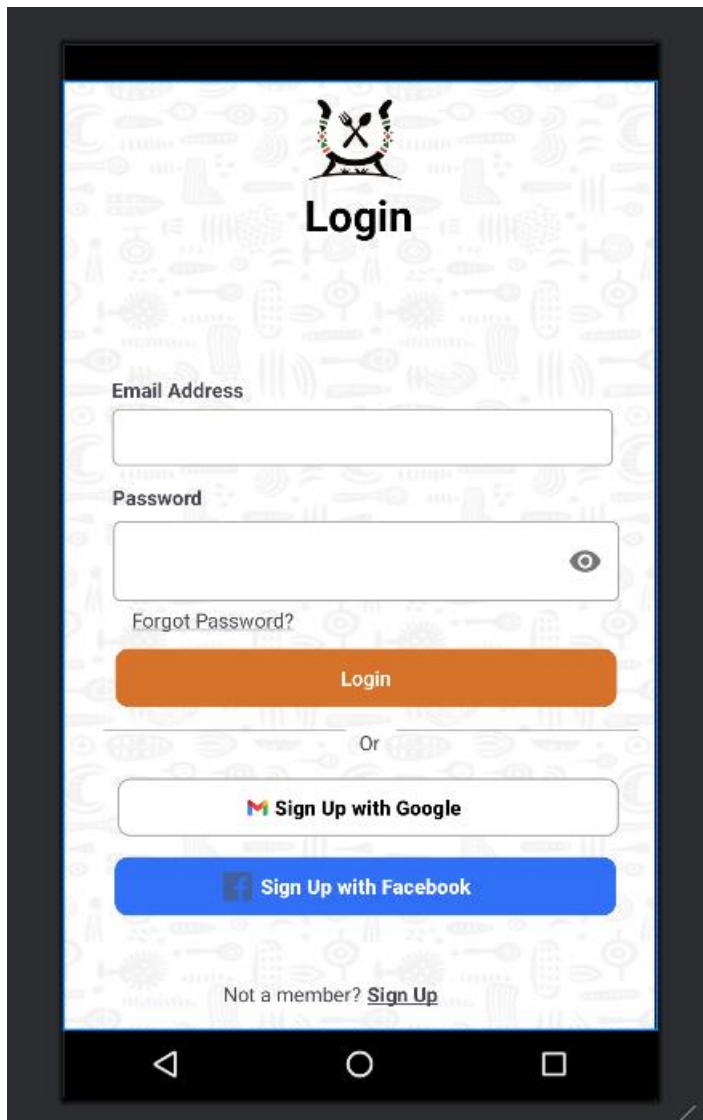 Login
Email Address
Password
Forgot Password?
Login
Or
Sign Up with Google
Sign Up with Facebook
Not a member? Sign Up